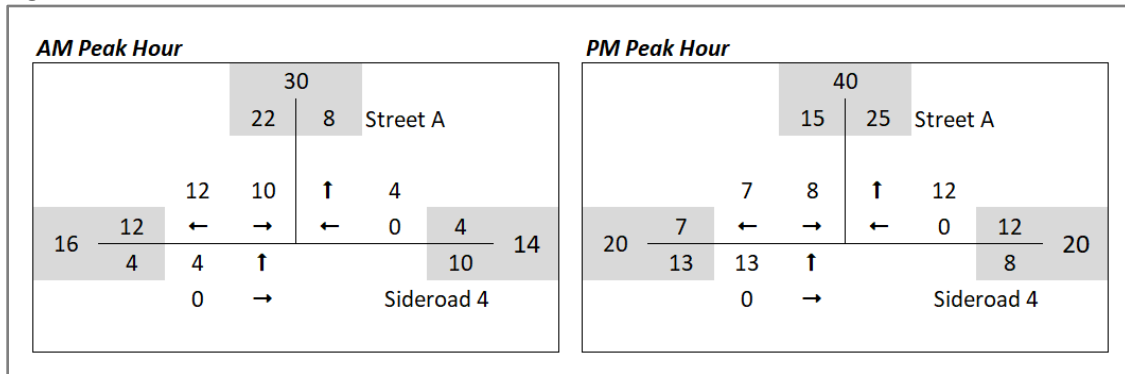 AM Peak Hour
30
22 8 Street A
12 10 ↑ 4
12 ← → ← 0 4
16 14
4 4 ↑ 10
0 → Sideroad 4
PM Peak Hour
40
15 25 Street A
7 8 ↑ 12
7 ← → ← 0 12
20 20
13 13 ↑ 8
0 → Sideroad 4